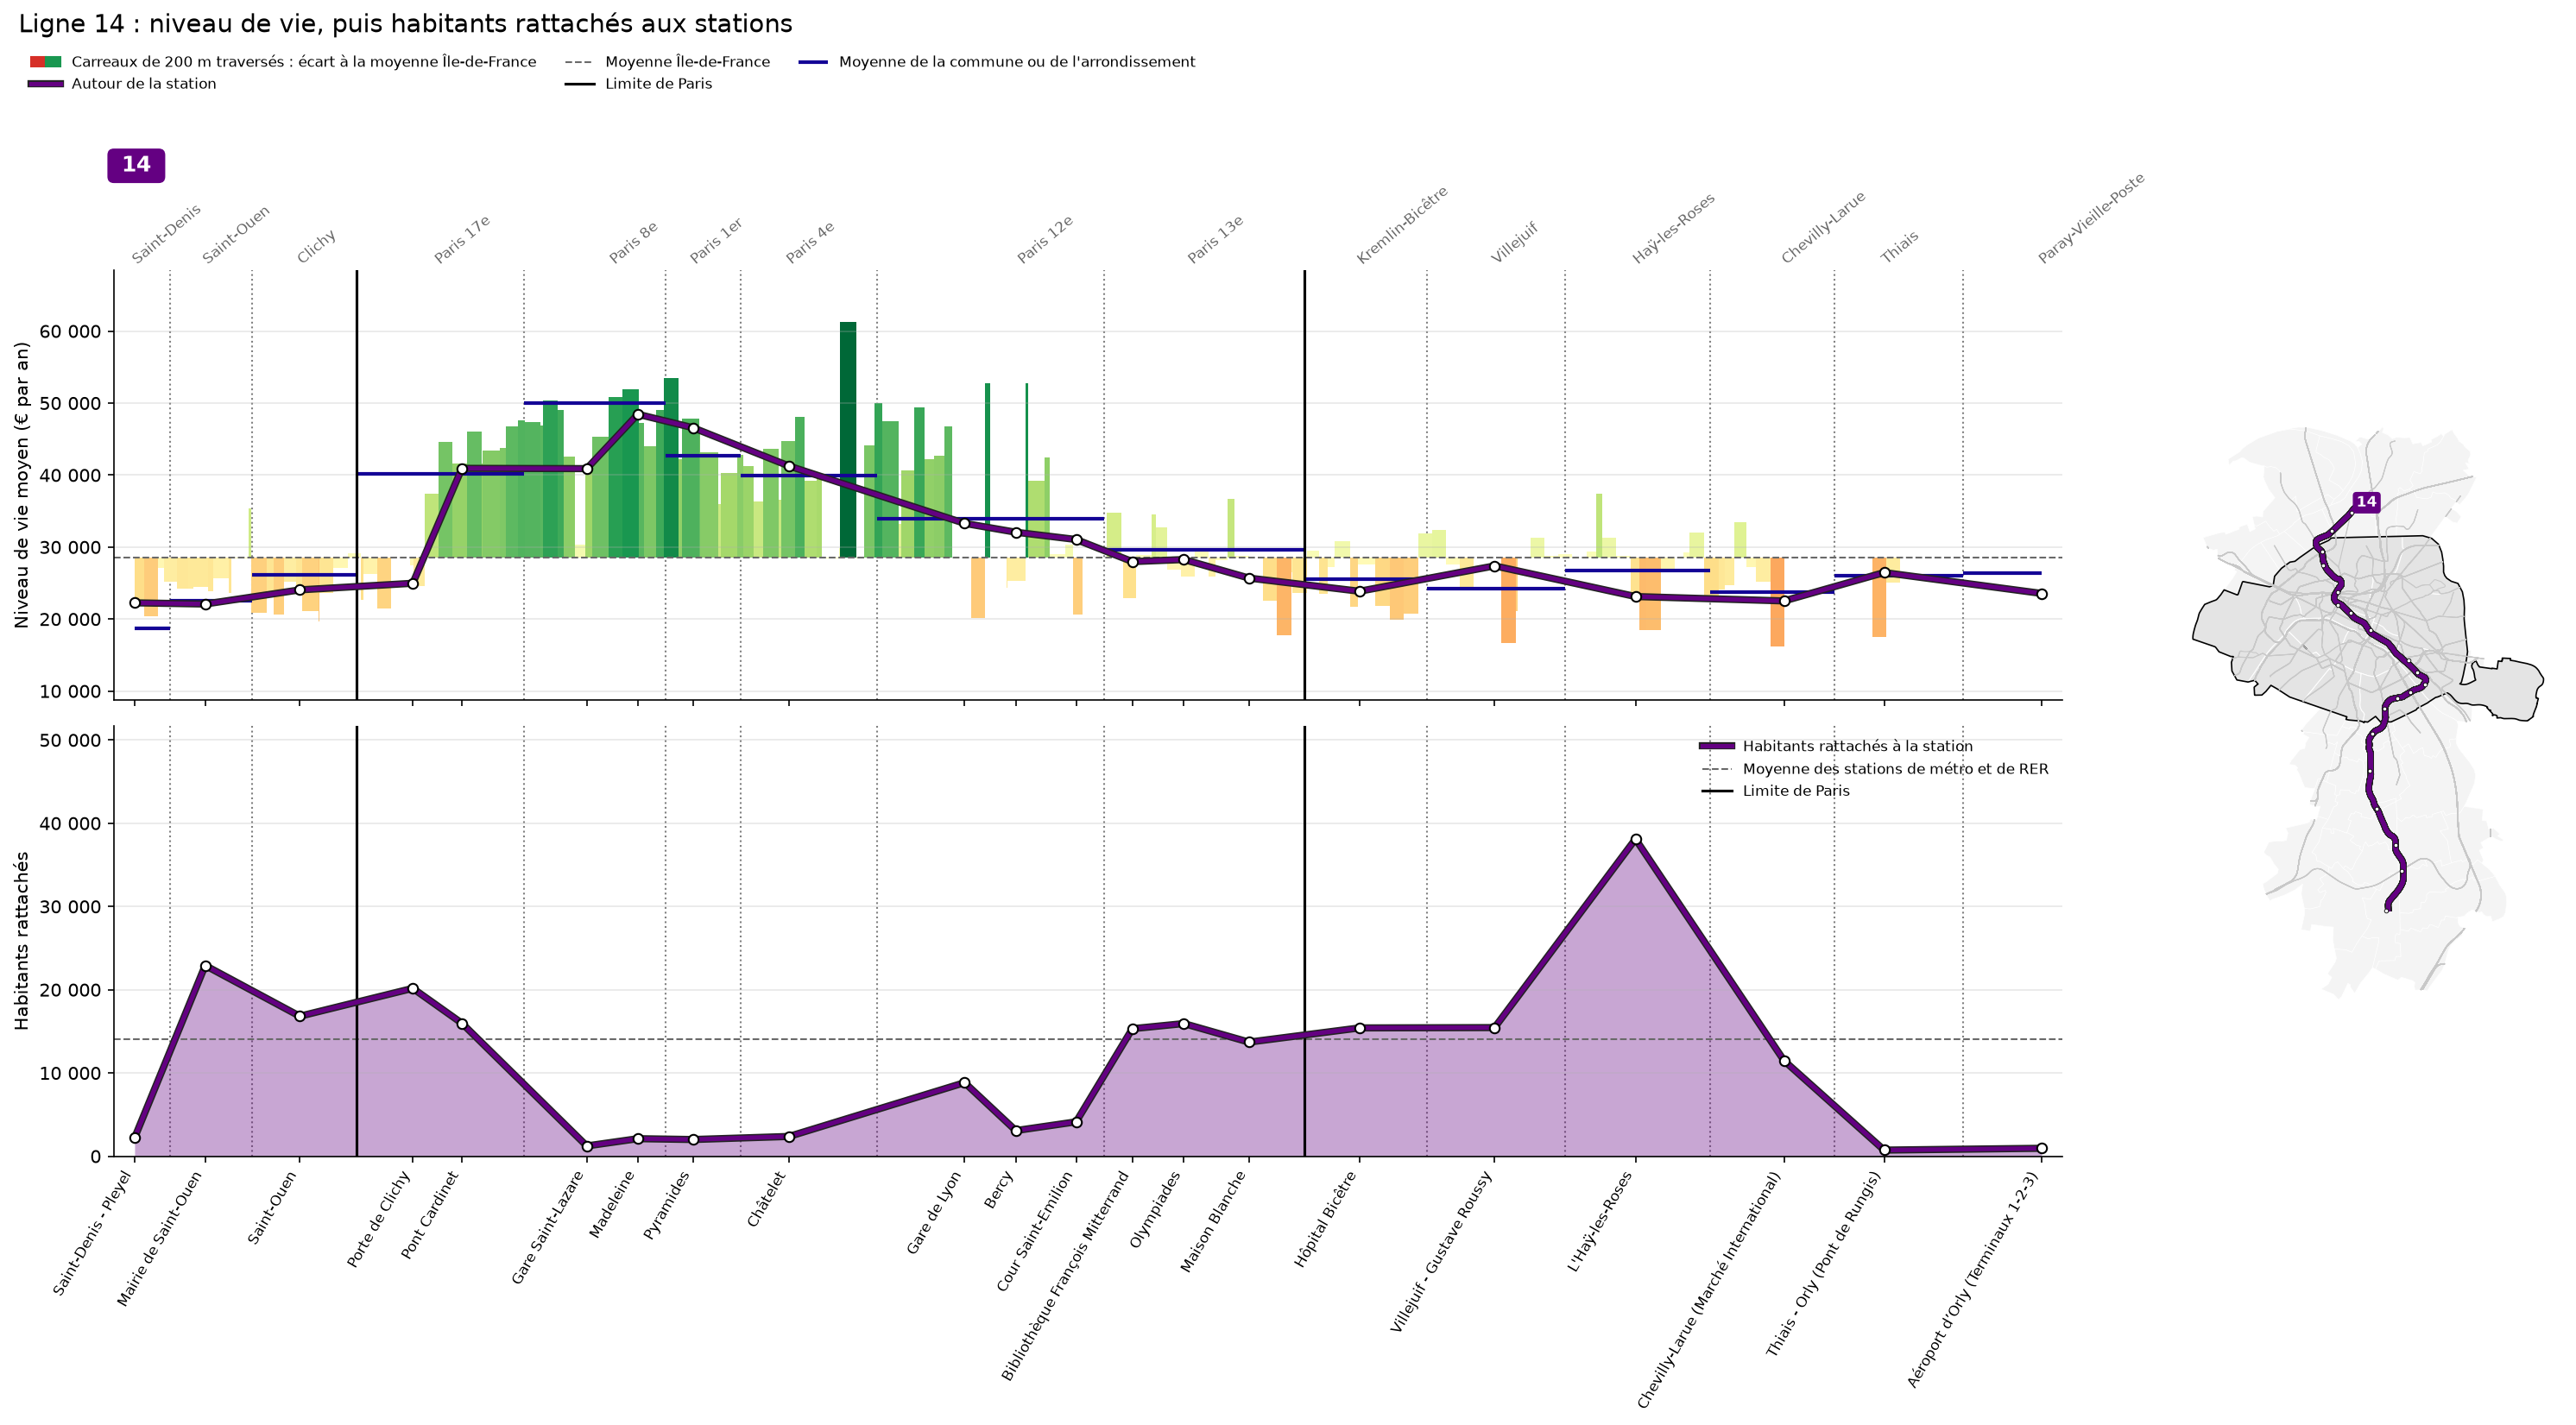 Ligne 14 : niveau de vie, puis habitants rattachés aux stations
Carreaux de 200 m traversés : écart à la moyenne Île-de-France
Moyenne Île-de-France
Moyenne de la commune ou de l'arrondissement
Autour de la station
Limite de Paris
14
Saint-Denis
Saint-Ouen
Clichy
Paris 17e
Paris 8e
Paris 1er
Paris 4e
Paris 12e
Paris 13e
Kremlin-Bicêtre
Villejuif
Haÿ-les-Roses
Chevilly-Larue
Thiais
Paray-Vieille-Poste
Niveau de vie moyen (€ par an)
60 000
50 000
40 000
30 000
20 000
10 000
14
Habitants rattachés
50 000
40 000
30 000
20 000
10 000
0
Habitants rattachés à la station
Moyenne des stations de métro et de RER
Limite de Paris
Saint-Denis - Pleyel
Mairie de Saint-Ouen
Saint-Ouen
Porte de Clichy
Pont Cardinet
Gare Saint-Lazare
Madeleine
Pyramides
Châtelet
Gare de Lyon
Bercy
Cour Saint-Emilion
Bibliothèque François Mitterrand
Olympiades
Maison Blanche
Hôpital Bicêtre
Villejuif - Gustave Roussy
L'Haÿ-les-Roses
Chevilly-Larue (Marché International)
Thiais - Orly (Pont de Rungis)
Aéroport d'Orly (Terminaux 1-2-3)